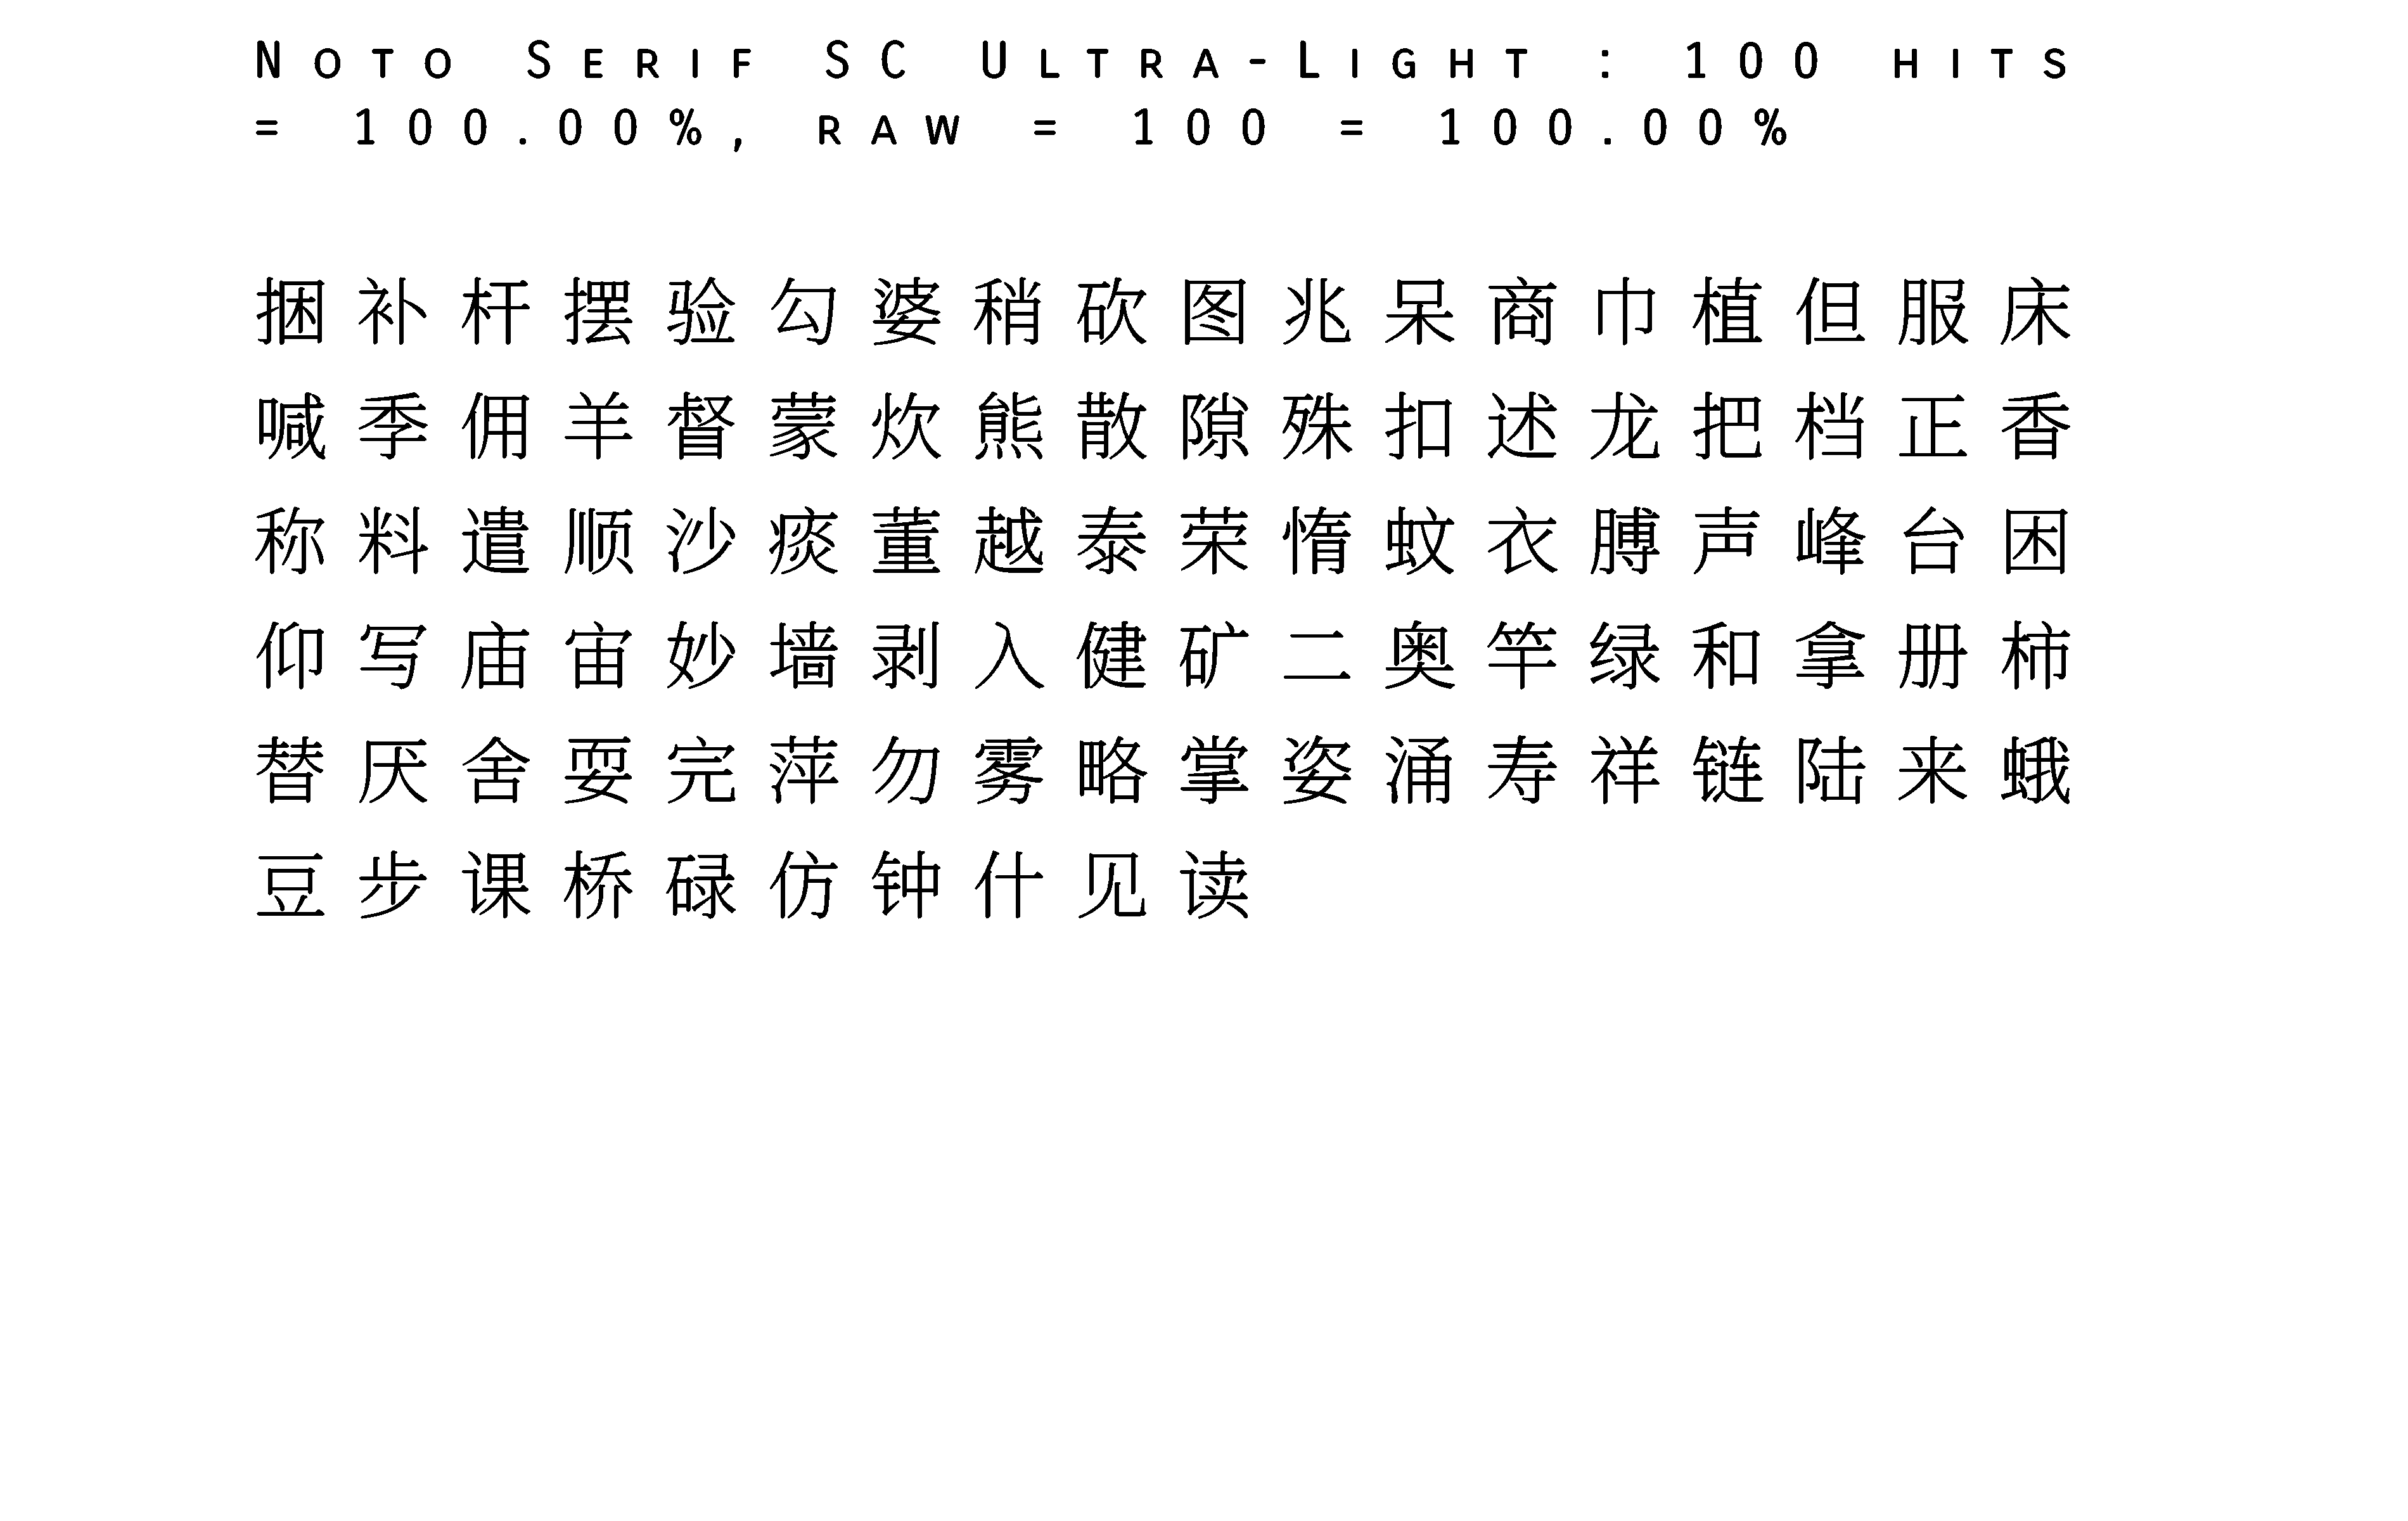 Noto Serif SC Ultra-Light : 100 hits
= 100.00%, raw = 100 = 100.00%
捆补杆摆验勾婆稍砍图兆呆商巾植但服床
喊季佣羊督蒙炊熊散隙殊扣述龙把档正香
称料遣顺沙痰董越泰荣惰蚊衣膊声峰台困
仰写庙宙妙墙剥入健矿二奥竿绿和拿册柿
替厌舍耍完萍勿雾略掌姿涌寿祥链陆来蛾
豆步课桥碌仿钟什见读